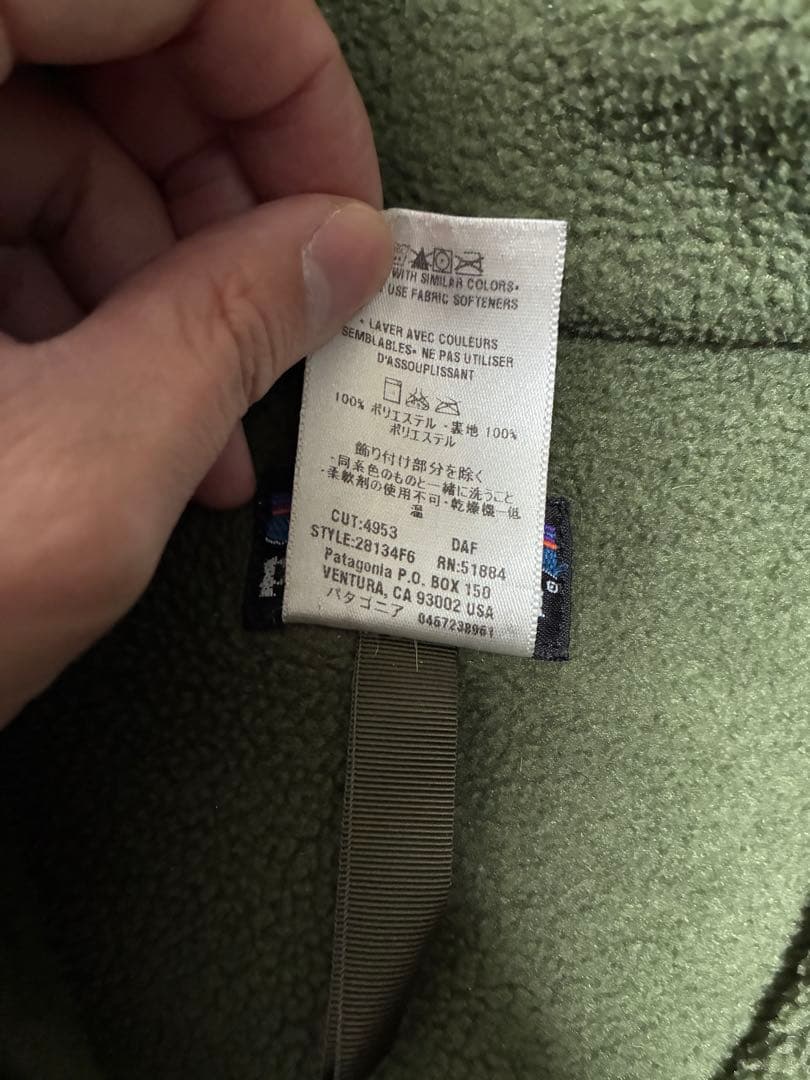 WITH SIMILAR COLORS•
USE FABRIC SOFTENERS
• LAVER AVEC COULEURS
SEMBLABLES• NE PAS UTILISER
D'ASSOUPLISSANT
100% ポリエステル・裏地 100%
ポリエステル
飾り付け部分を除く
-同系色のものと一緒に洗うこと
-柔軟剤の使用不可・乾燥機－低
温
CUT:4953 DAF
STYLE:28134F6 RN:51884
Patagonia P.O. BOX 150
VENTURA, CA 93002 USA
パタゴニア 0467238961